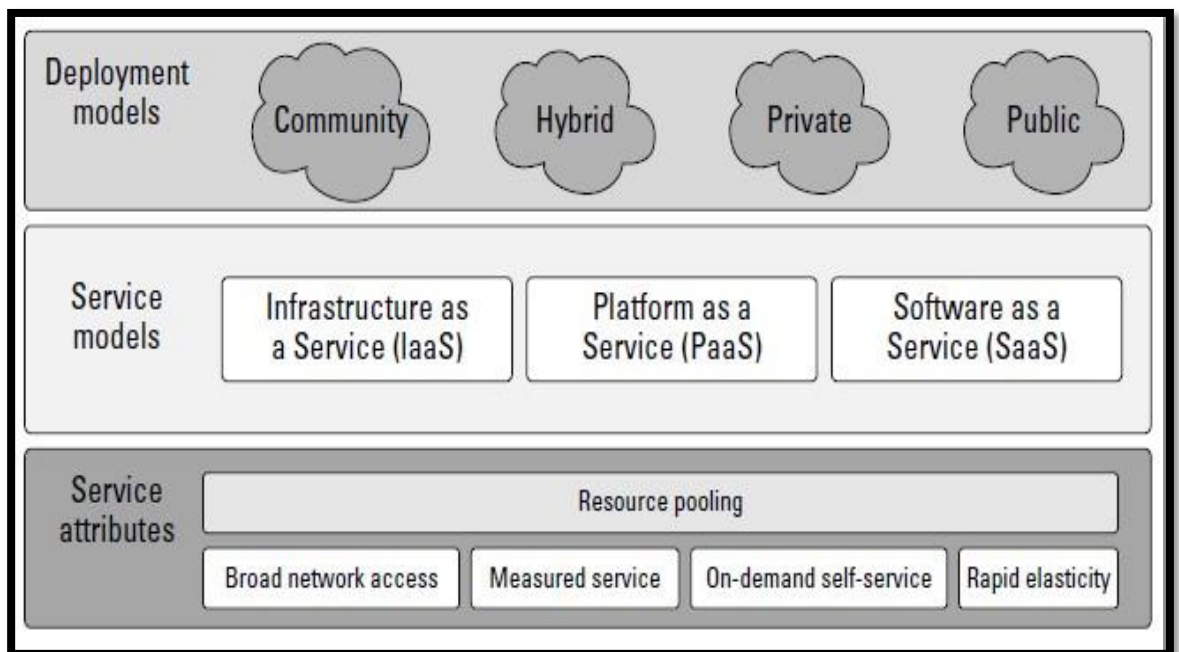 Deployment
models
Community
Hybrid
Private
Public
Service
models
Infrastructure as
a Service (IaaS)
Platform as a
Service (PaaS)
Software as a
Service (SaaS)
Service
attributes
Resource pooling
Broad network access
Measured service
On-demand self-service
Rapid elasticity